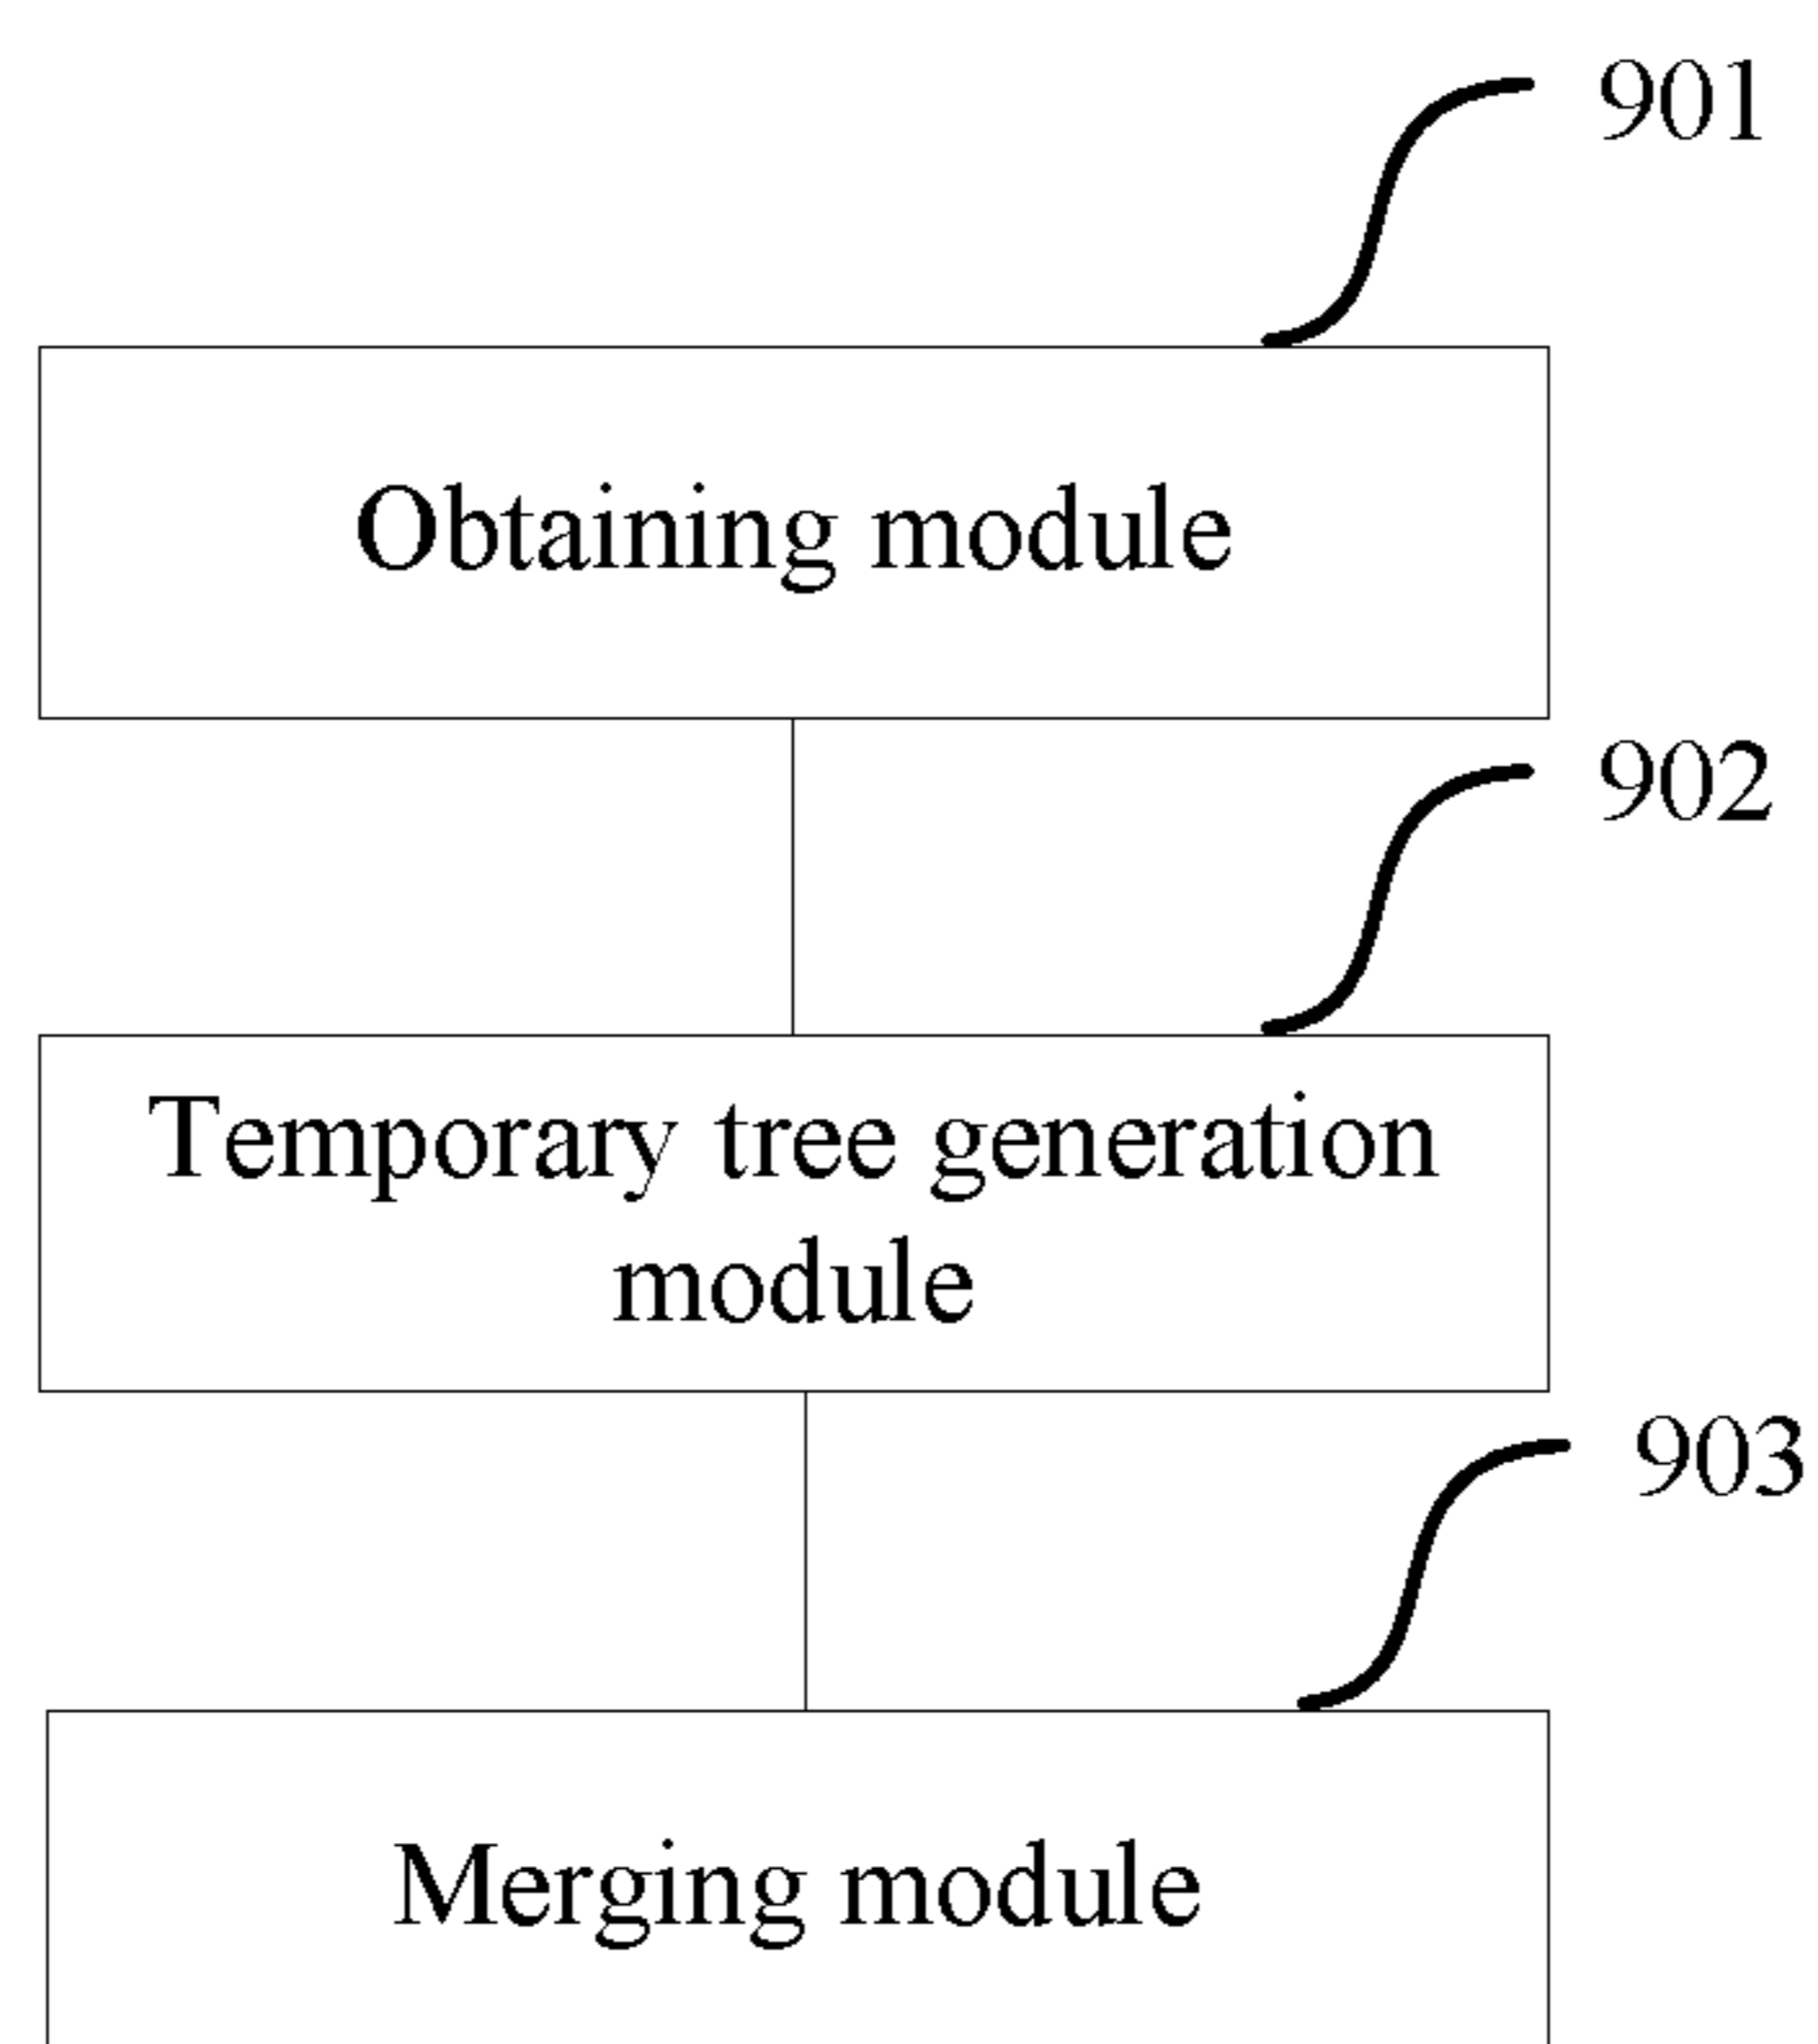 901
Obtaining module
902
Temporary tree generation
module
903
Merging module